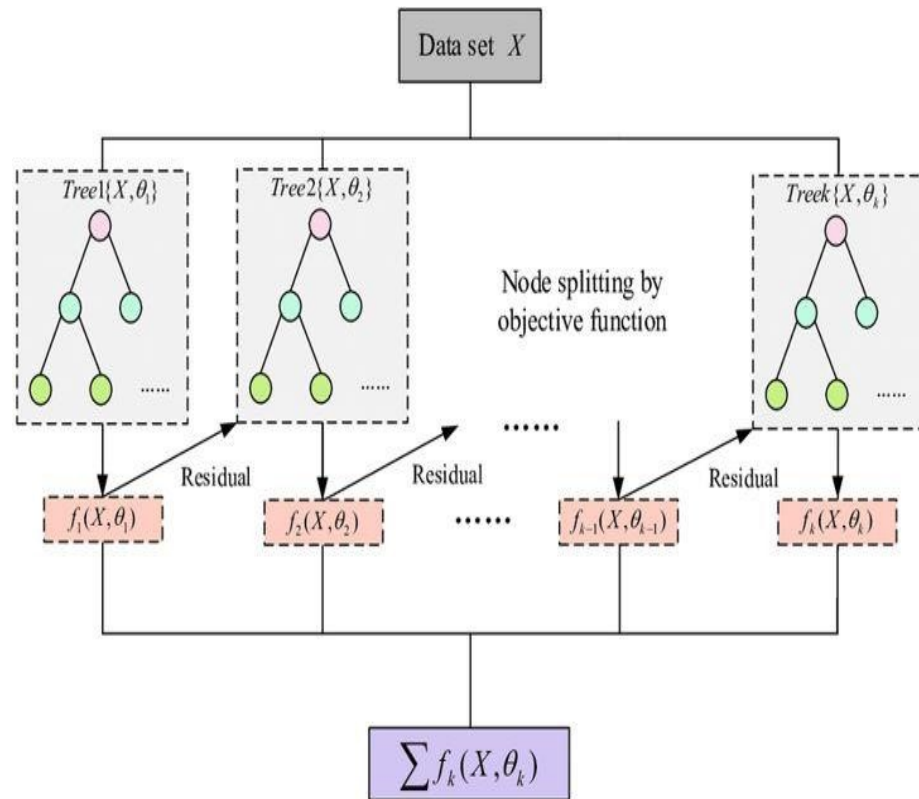 Data set X
Tree1{X,θ₁}
Tree2{X,θ₂}
Treek{X,θₖ}
Node splitting by
objective function
......
......
......
......
Residual
Residual
Residual
f₁(X,θ₁)
f₂(X,θ₂)
......
fₖ₋₁(X,θₖ₋₁)
fₖ(X,θₖ)
∑fₖ(X,θₖ)